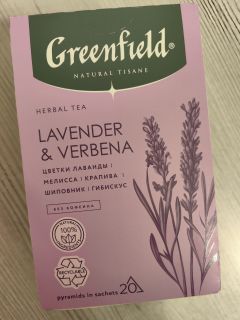 Greenfield®
NATURAL TISANE
HERBAL TEA
LAVENDER
& VERBENA
ЦВЕТКИ ЛАВАНДЫ |
МЕЛИССА | КРАПИВА |
ШИПОВНИК | ГИБИСКУС
БЕЗ КОФЕИНА
100%
RECYCLABLE
pyramids in sachets 20